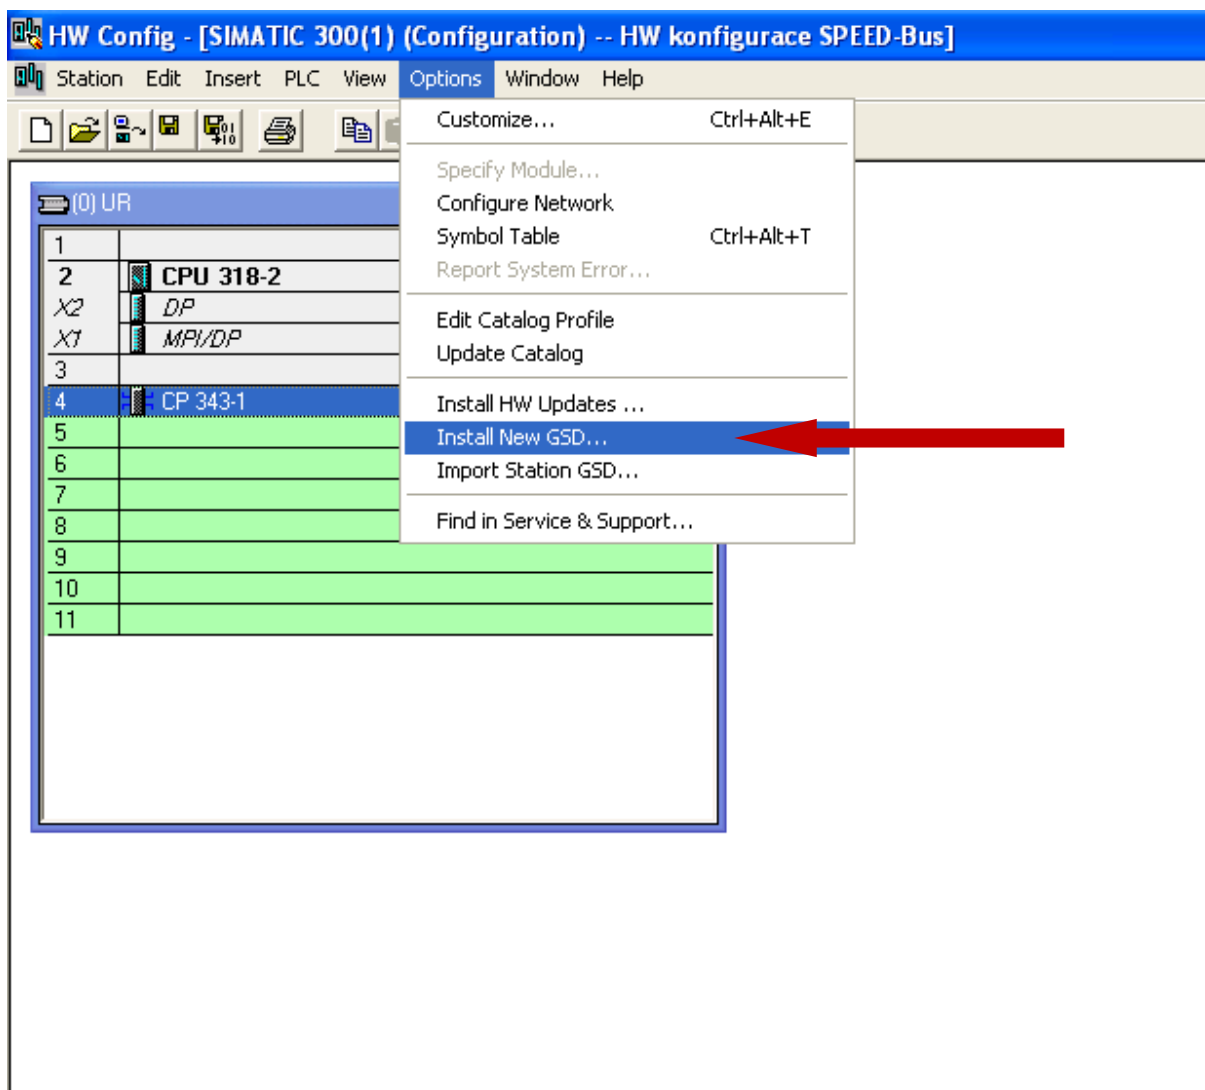 HW Config - [SIMATIC 300(1) (Configuration) -- HW konfigurace SPEED-Bus]
Station Edit Insert PLC View Options Window Help
Customize... Ctrl+Alt+E
Specify Module...
Configure Network
Symbol Table Ctrl+Alt+T
Report System Error...
Edit Catalog Profile
Update Catalog
Install HW Updates ...
Install New GSD...
Import Station GSD...
Find in Service & Support...
(0) UR
1
2 CPU 318-2
X2 DP
X1 MPI/DP
3
4 CP 343-1
5
6
7
8
9
10
11